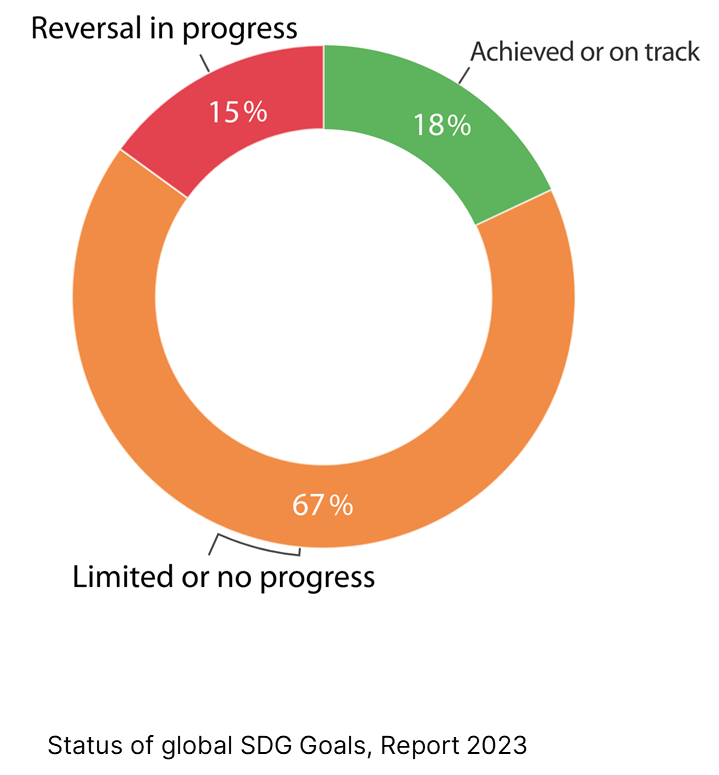 Reversal in progress
Achieved or on track
15%
18%
67%
Limited or no progress
Status of global SDG Goals, Report 2023